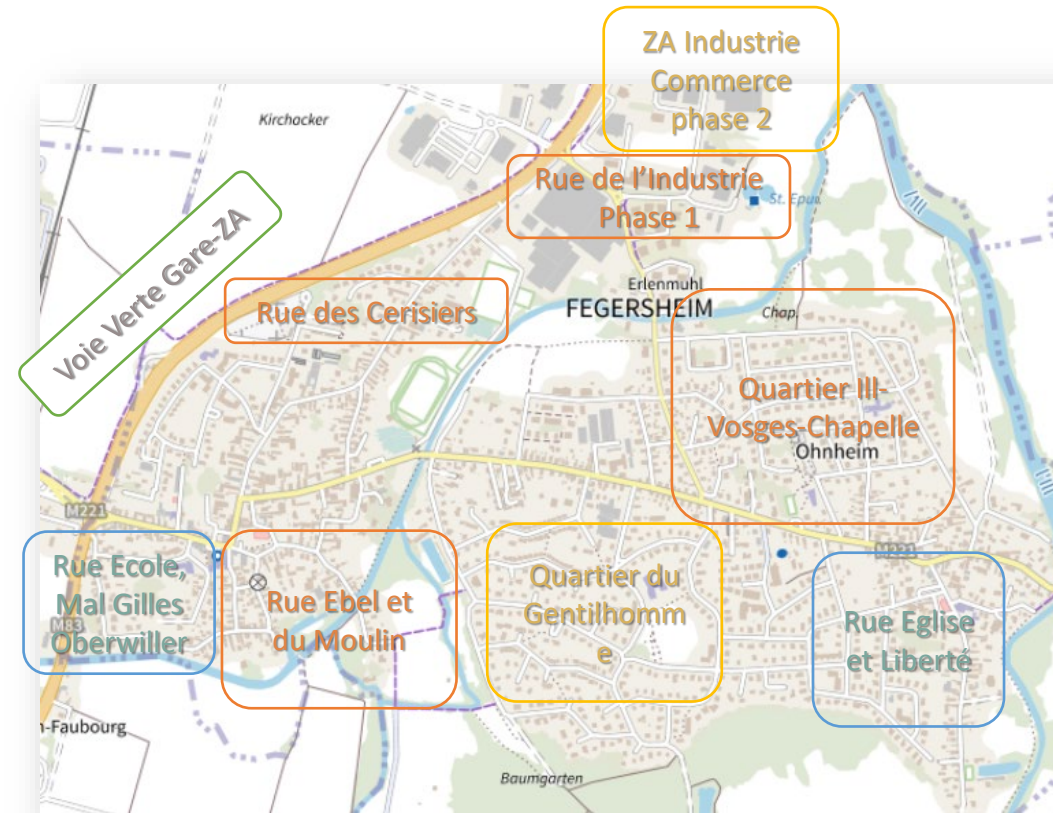 ZA Industrie
Commerce
phase 2
Kirchacker
Rue de l'Industrie
Phase 1
St. Epur.
Voie Verte Gare-ZA
Erlenmuhl
FEGERSHEIM
Chap.
Rue des Cerisiers
Quartier Ill-
Vosges-Chapelle
Ohnheim
M221
M221
Rue Ecole,
Mal Gilles
Oberwiller
M83
Rue Ebel et
du Moulin
Quartier du
Gentilhomm
e
Rue Eglise
et Liberté
n-Faubourg
Baumgarten